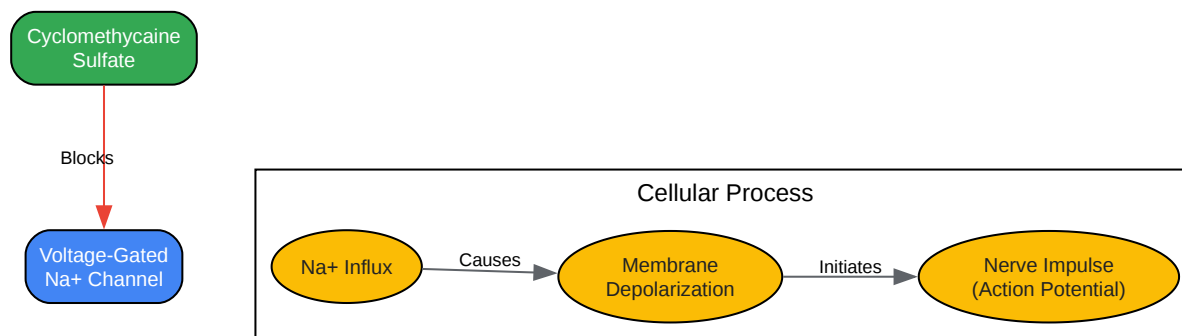 Cyclomethycaine
Sulfate
Blocks
Voltage-Gated
Na+ Channel
Cellular Process
Na+ Influx
Causes
Membrane
Depolarization
Initiates
Nerve Impulse
(Action Potential)